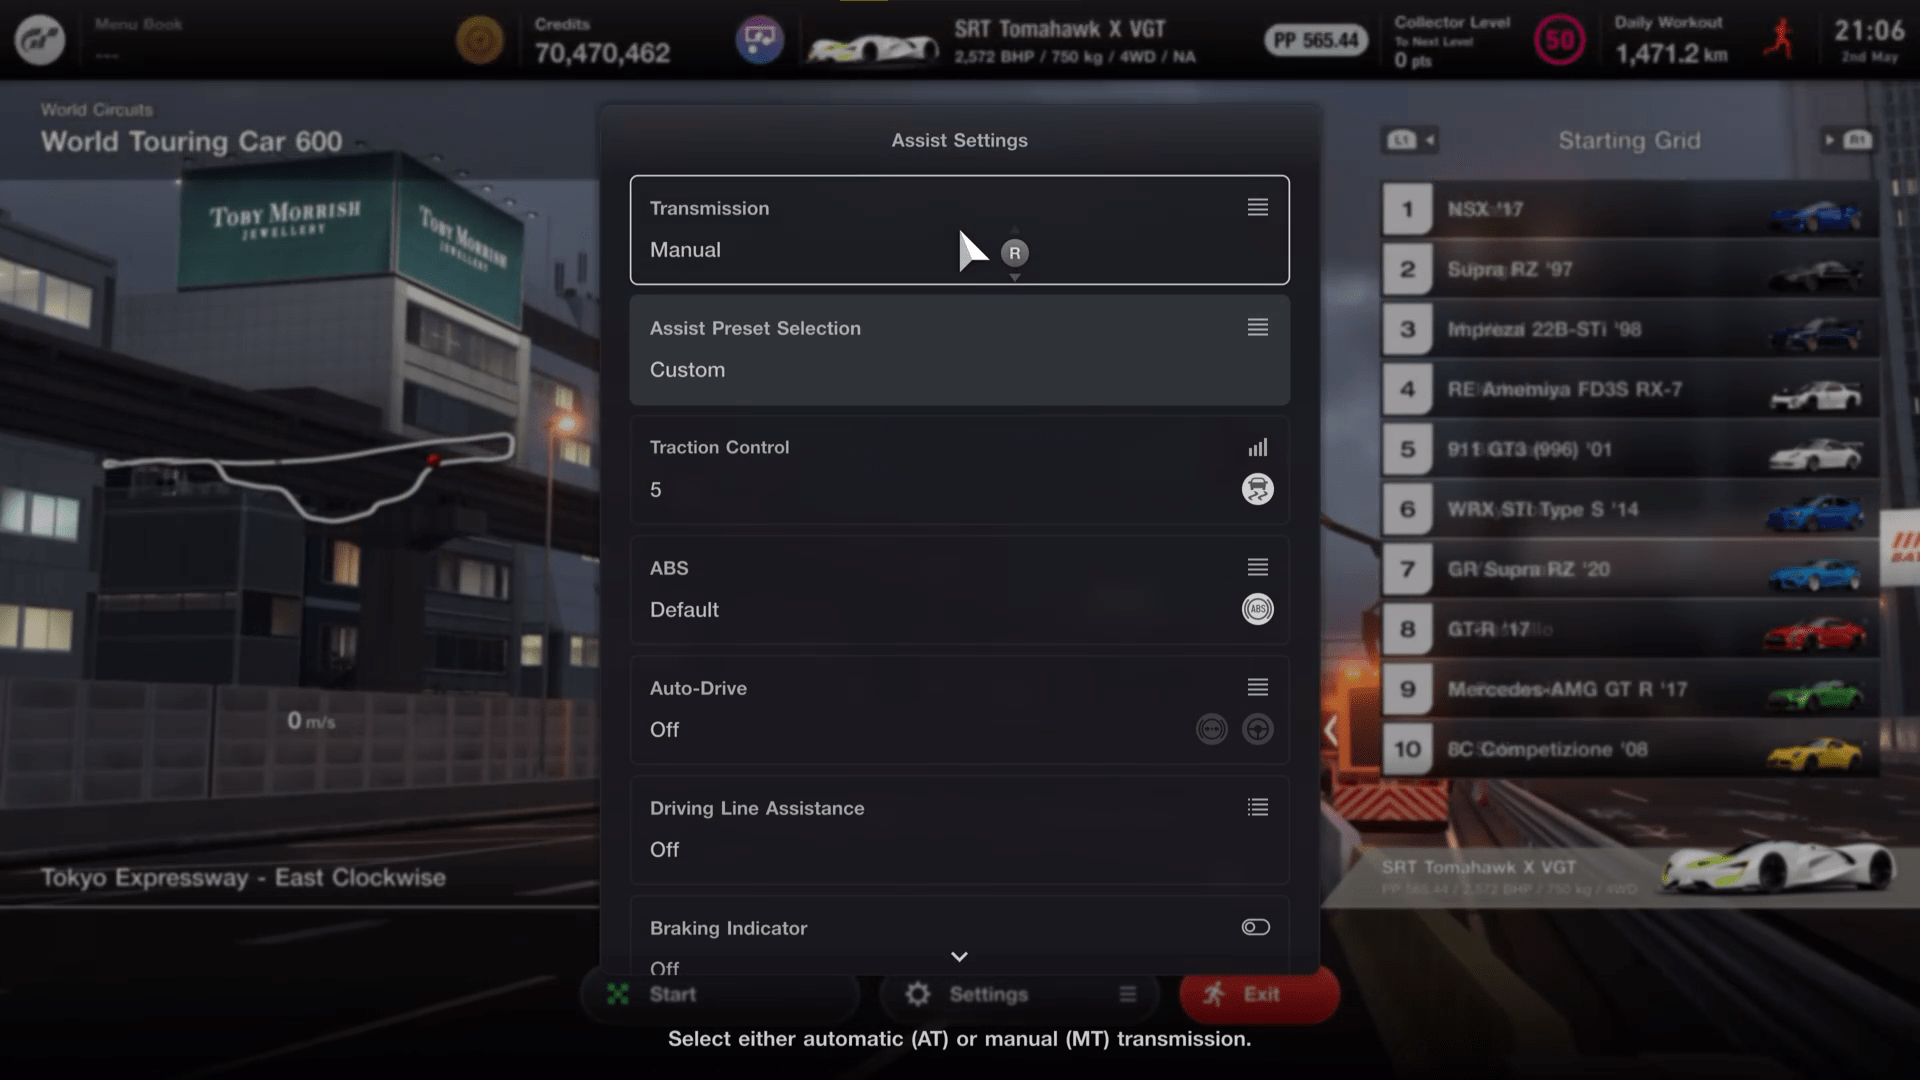 Menu Book
---
Credits
70,470,462
SRT Tomahawk X VGT
2,572 BHP / 750 kg / 4WD / NA
PP 565.44
Collector Level
To Next Level
0 pts
50
Daily Workout
1,471.2 km
21:06
2nd May
World Circuits
World Touring Car 600
TOBY MORRISH
JEWELLERY
TOBY MORRISH
JEWELLERY
0 m/s
Tokyo Expressway - East Clockwise
Assist Settings
Transmission
Manual
R
Assist Preset Selection
Custom
Traction Control
5
ABS
Default
ABS
Auto-Drive
Off
Driving Line Assistance
Off
Braking Indicator
Off
Start
Settings
Exit
Select either automatic (AT) or manual (MT) transmission.
L1
Starting Grid
R1
1 NSX '17
2 Supra RZ '97
3 Impreza 22B-STi '98
4 RE Amemiya FD3S RX-7
5 911 GT3 (996) '01
6 WRX STI Type S '14
7 GR Supra RZ '20
8 GT-R '17
9 Mercedes-AMG GT R '17
10 8C Competizione '08
SRT Tomahawk X VGT
PP 565.44 / 2,572 BHP / 750 kg / 4WD